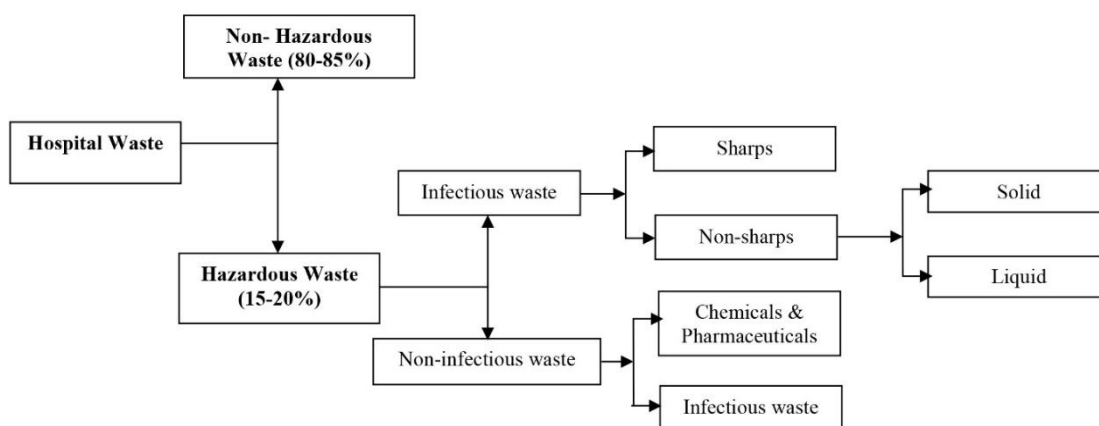 Non- Hazardous
Waste (80-85%)
Hospital Waste
Sharps
Infectious waste
Solid
Non-sharps
Hazardous Waste
(15-20%)
Liquid
Chemicals &
Pharmaceuticals
Non-infectious waste
Infectious waste